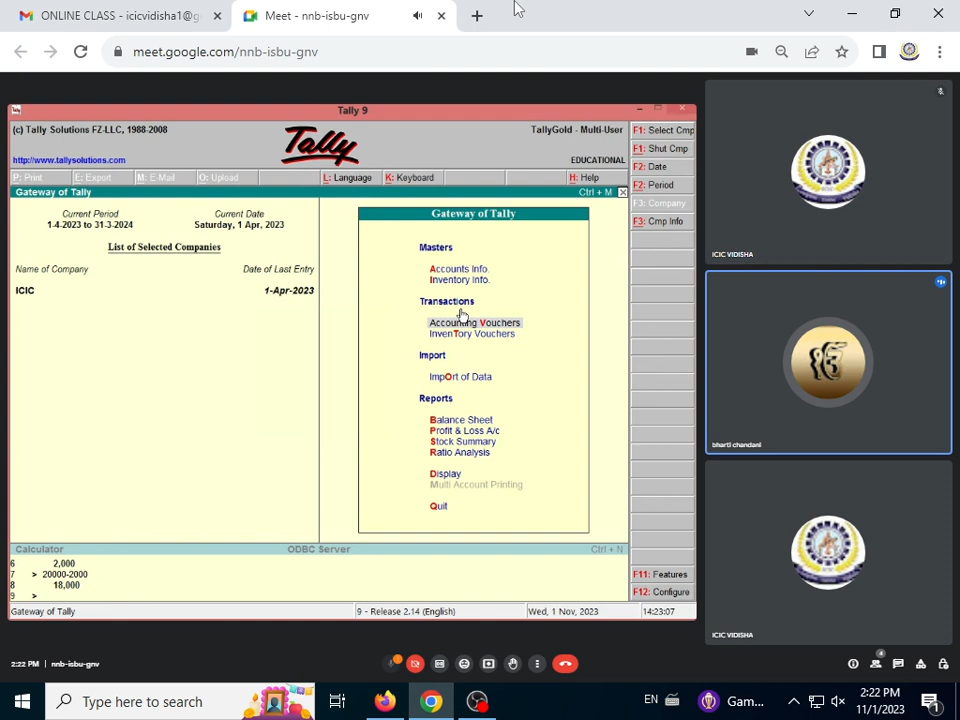 ONLINE CLASS - icicvidisha1@g
Meet - nnb-isbu-gnv
meet.google.com/nnb-isbu-gnv
Tally 9
(c) Tally Solutions FZ-LLC, 1988-2008
http://www.tallysolutions.com
Tally
TallyGold - Multi-User
EDUCATIONAL
P: Print
E: Export
M: E-Mail
O: Upload
L: Language
K: Keyboard
H: Help
Gateway of Tally
Ctrl + M
Current Period
1-4-2023 to 31-3-2024
Current Date
Saturday, 1 Apr, 2023
List of Selected Companies
Name of Company
Date of Last Entry
ICIC
1-Apr-2023
Gateway of Tally
Masters
Accounts Info.
Inventory Info.
Transactions
Accounting Vouchers
InvenTory Vouchers
Import
ImpOrt of Data
Reports
Balance Sheet
Profit & Loss A/c
Stock Summary
Ratio Analysis
Display
Multi Account Printing
Quit
F1: Select Cmp
F1: Shut Cmp
F2: Date
F2: Period
F3: Company
F3: Cmp Info
F11: Features
F12: Configure
Calculator
ODBC Server
Ctrl + N
6 2,000
7 > 20000-2000
8 18,000
9 >
Gateway of Tally
9 - Release 2.14 (English)
Wed, 1 Nov, 2023
14:23:07
ICIC VIDISHA
bharti chandani
ICIC VIDISHA
2:22 PM
nnb-isbu-gnv
4
Type here to search
EN
Gam...
2:22 PM
11/1/2023
1